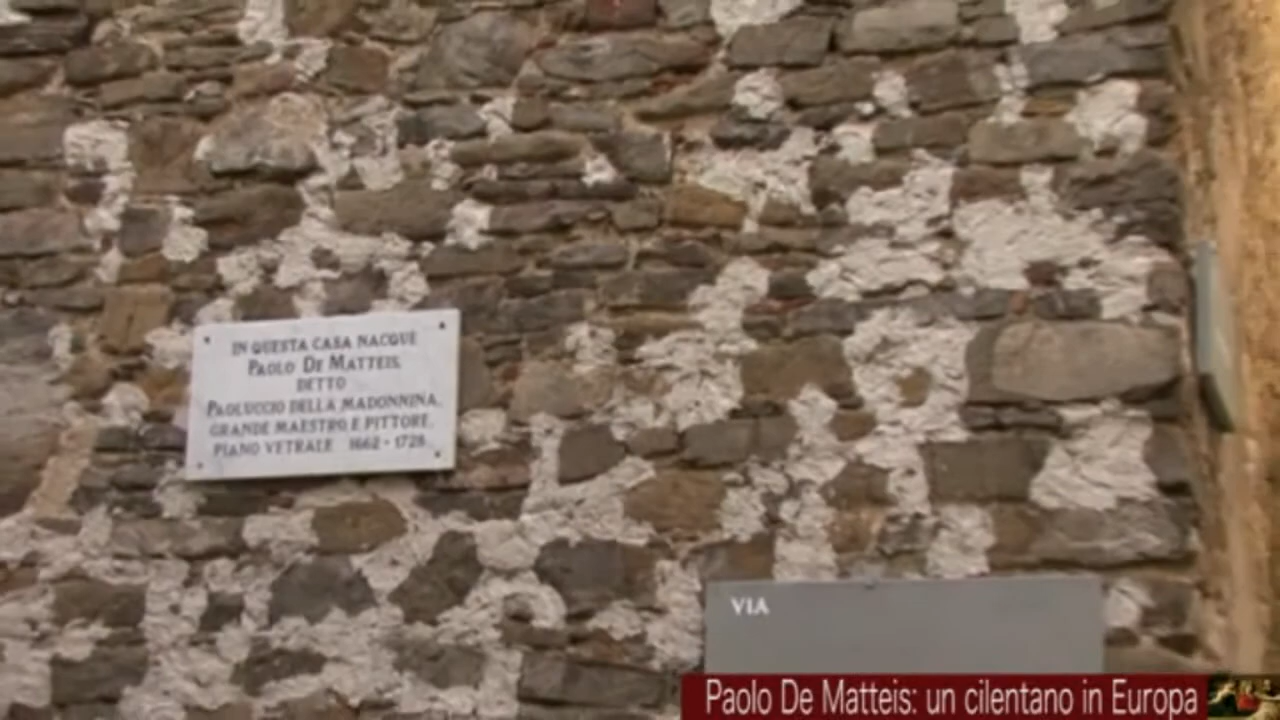 IN QUESTA CASA NACQUE
PAOLO DE MATTEIS,
DETTO
PAOLUCCIO DELLA MADONNINA,
GRANDE MAESTRO E PITTORE.
PIANO VETRALE 1662 - 1728
VIA
Paolo De Matteis: un cilentano in Europa